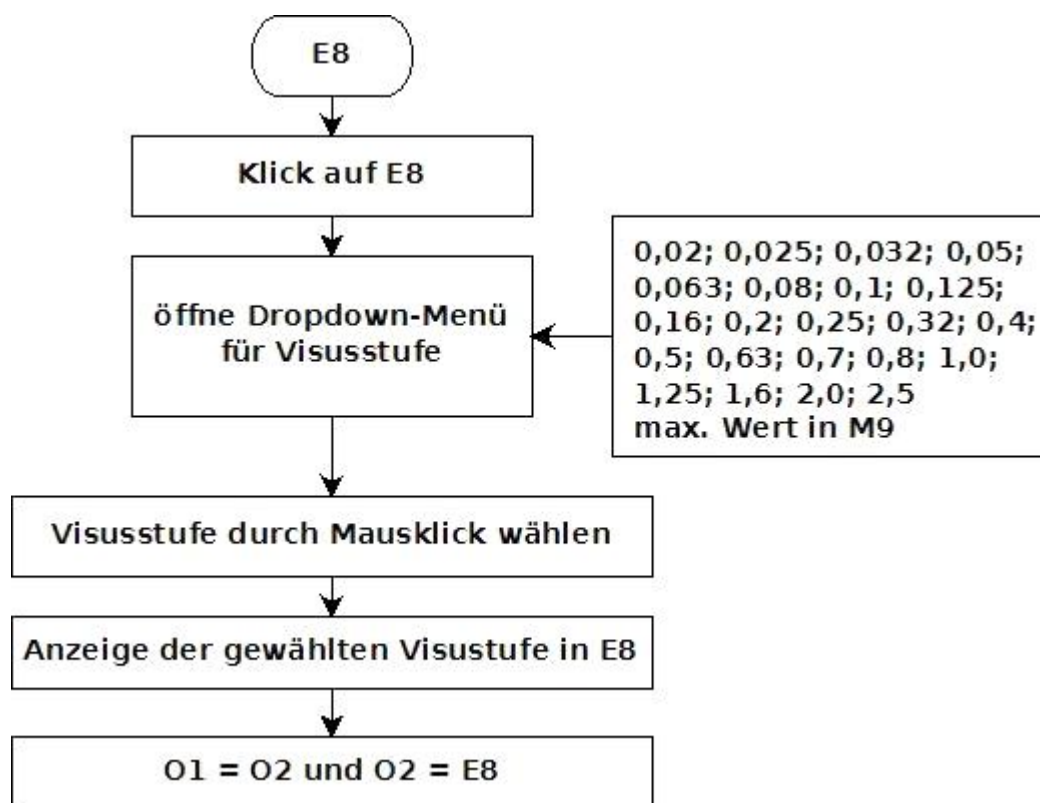 E8
Klick auf E8
öffne Dropdown-Menü
für Visusstufe
0,02; 0,025; 0,032; 0,05;
0,063; 0,08; 0,1; 0,125;
0,16; 0,2; 0,25; 0,32; 0,4;
0,5; 0,63; 0,7; 0,8; 1,0;
1,25; 1,6; 2,0; 2,5
max. Wert in M9
Visusstufe durch Mausklick wählen
Anzeige der gewählten Visustufe in E8
O1 = O2 und O2 = E8